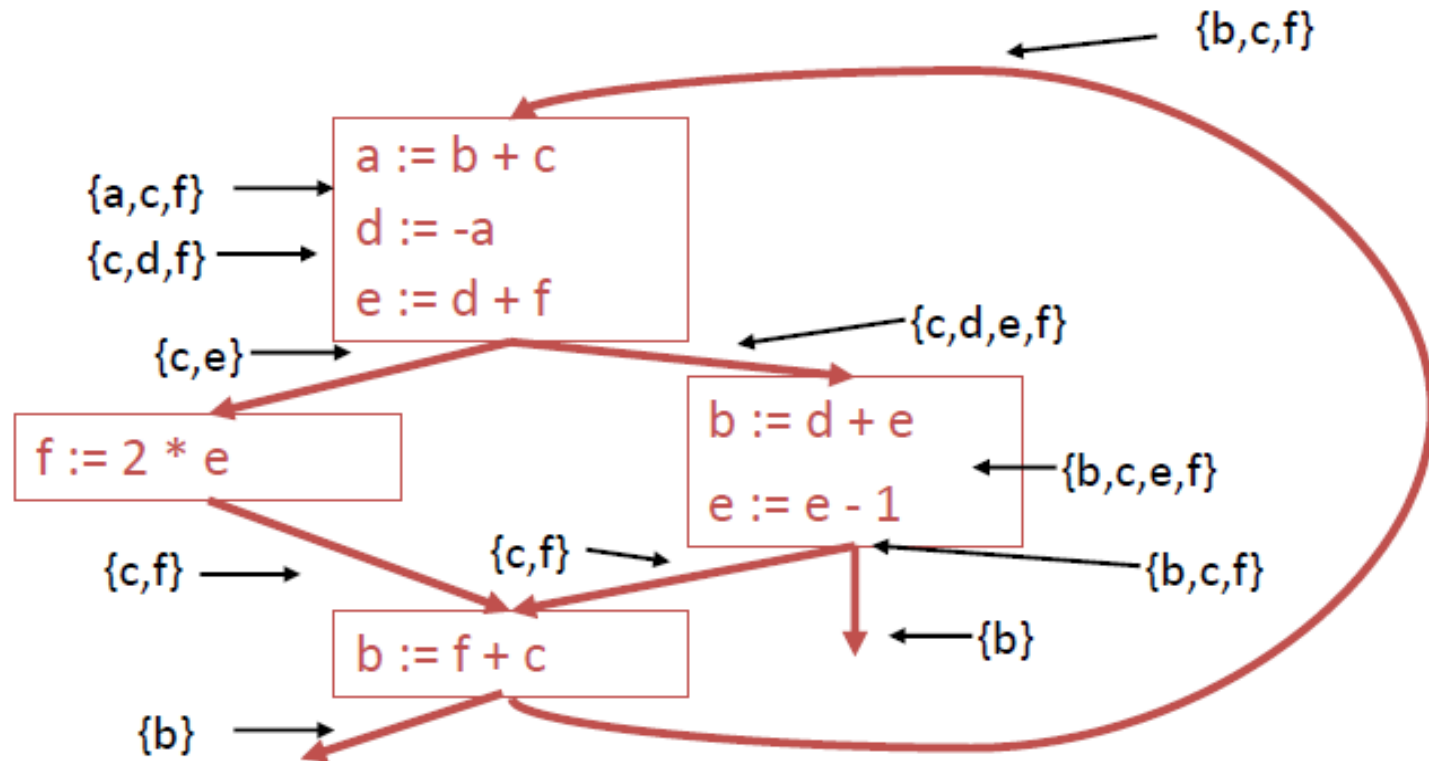 {b,c,f}
a := b + c
{a,c,f}
d := -a
{c,d,f}
e := d + f
{c,d,e,f}
{c,e}
b := d + e
f := 2 * e
{b,c,e,f}
e := e - 1
{c,f}
{c,f}
{b,c,f}
b := f + c
{b}
{b}